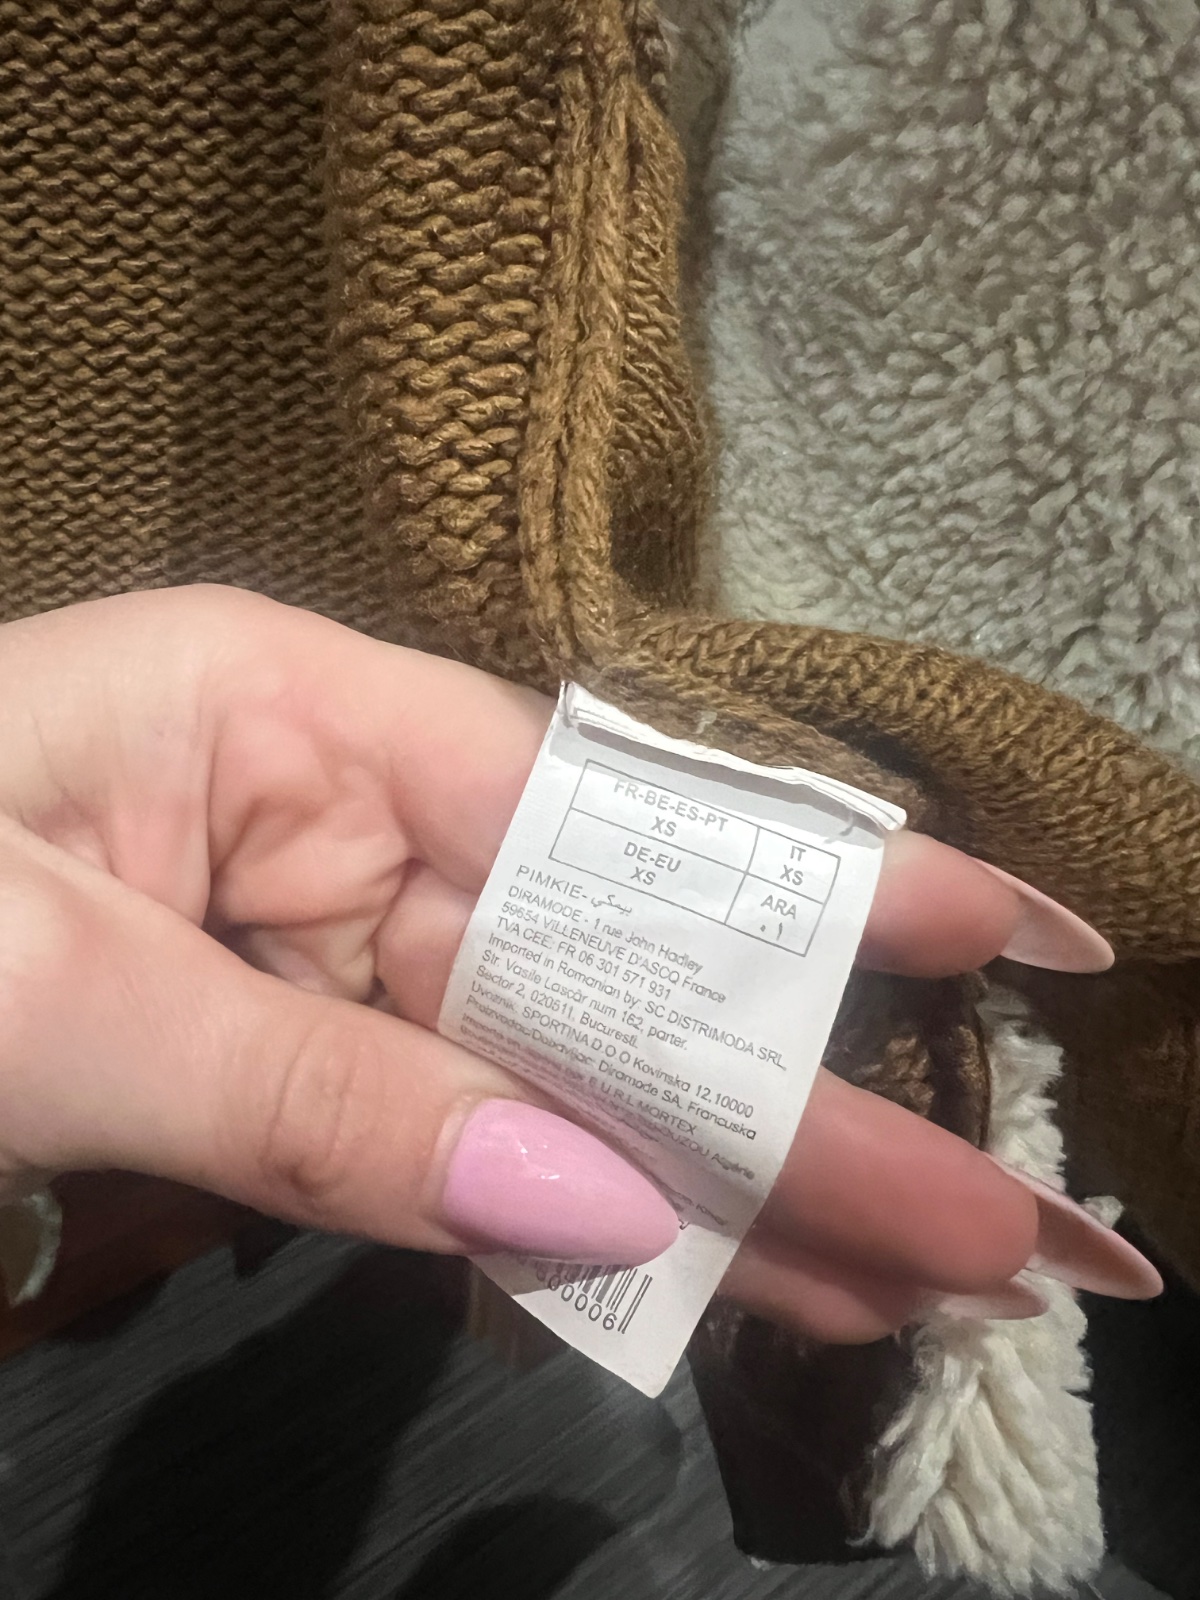 FR-BE-ES-PT
XS
IT
XS
DE-EU
XS
ARA
٠١
PIMKIE- بيمكي
DIRAMODE - 1 rue John Hadley
59654 VILLENEUVE D'ASCQ France
TVA CEE: FR 06 301 571 931
Imported in Romanian by: SC DISTRIMODA SRL,
Str. Vasile Lascăr num 162, parter,
Sector 2, 020511, Bucuresti.
Uvoznik: SPORTINA D.O.O Kovinska 12,10000
Proizvodac/Dobavljac: Diramode SA, Francuska
E.U.R.L MORTEX
Algérie
00006